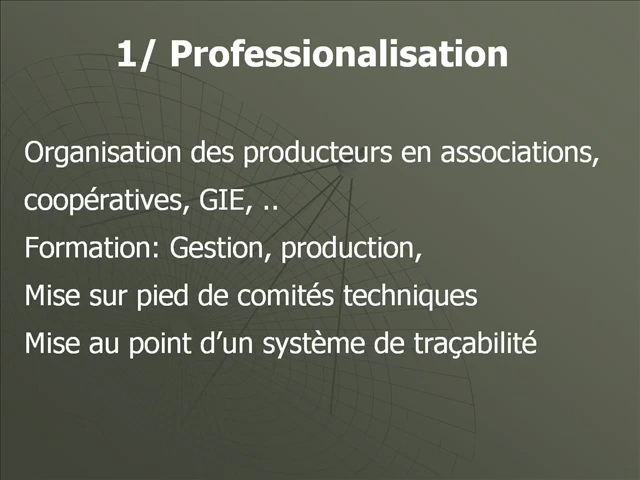 1/ Professionalisation
Organisation des producteurs en associations,
coopératives, GIE, ..
Formation: Gestion, production,
Mise sur pied de comités techniques
Mise au point d’un système de traçabilité